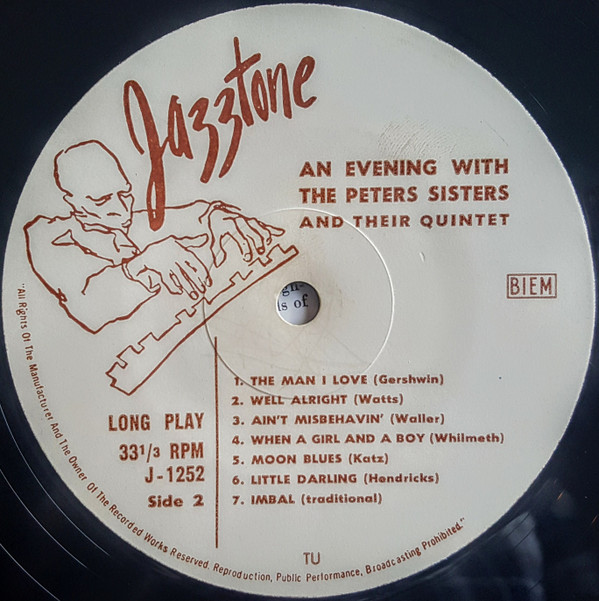 Jazztone
AN EVENING WITH
THE PETERS SISTERS
AND THEIR QUINTET
BIEM
gn-
is of
LONG PLAY
33 1/3 RPM
J-1252
Side 2
1. THE MAN I LOVE (Gershwin)
2. WELL ALRIGHT (Watts)
3. AIN'T MISBEHAVIN' (Waller)
4. WHEN A GIRL AND A BOY (Whilmeth)
5. MOON BLUES (Katz)
6. LITTLE DARLING (Hendricks)
7. IMBAL (traditional)
TU
"All Rights Of The Manufacturer And The Owner Of The Recorded Works Reserved. Reproduction, Public Performance, Broadcasting Prohibited."